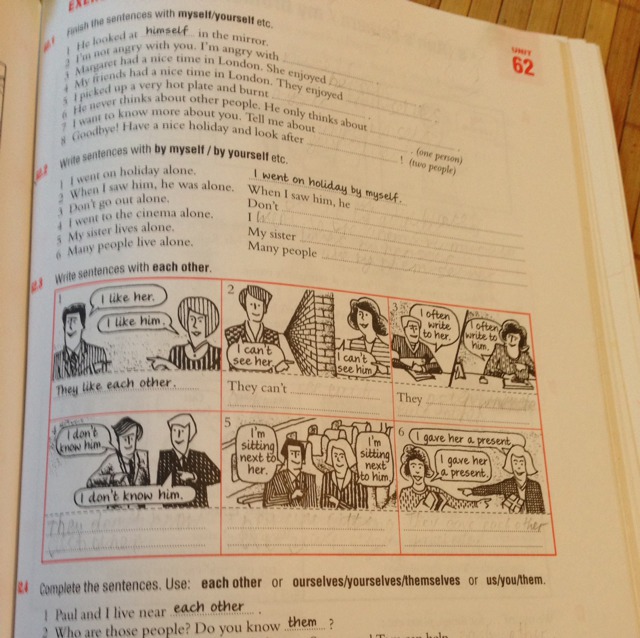 UNIT
62
Finish the sentences with myself/yourself etc.
1 He looked at himself in the mirror.
2 I'm not angry with you. I'm angry with
3 Margaret had a nice time in London. She enjoyed
4 My friends had a nice time in London. They enjoyed
5 I picked up a very hot plate and burnt
6 He never thinks about other people. He only thinks about
7 I want to know more about you. Tell me about . (one person)
8 Goodbye! Have a nice holiday and look after ! (two people)
62.2 Write sentences with by myself / by yourself etc.
1 I went on holiday alone. I went on holiday by myself.
2 When I saw him, he was alone. When I saw him, he
3 Don't go out alone. Don't
4 I went to the cinema alone. I
5 My sister lives alone. My sister
6 Many people live alone. Many people
62.3 Write sentences with each other.
1
I like her.
I like him.
They like each other.
2
I can't see her.
I can't see him.
They can't
3
I often write to her.
I often write to him.
They
I don't know him.
I don't know him.
They
5
I'm sitting next to her.
I'm sitting next to him.
6
I gave her a present.
I gave her a present.
62.4 Complete the sentences. Use: each other or ourselves/yourselves/themselves or us/you/them.
1 Paul and I live near each other.
2 Who are those people? Do you know them?